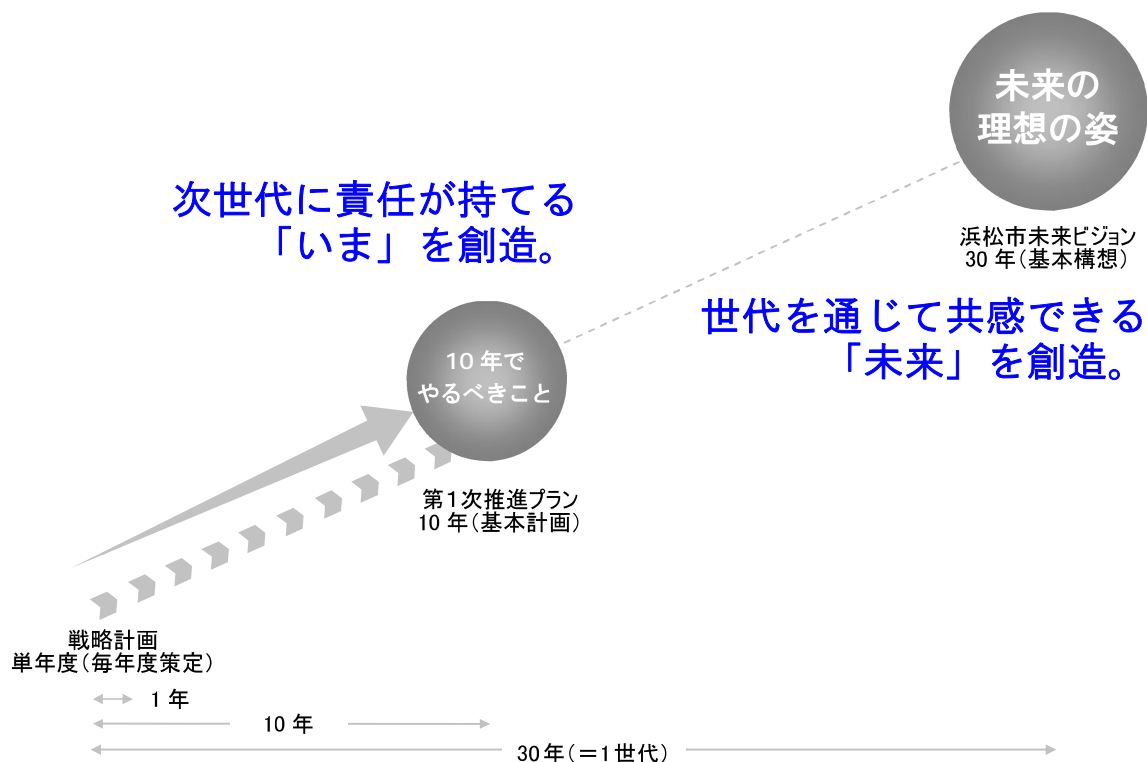 未来の
理想の姿
次世代に責任が持てる
「いま」を創造。
浜松市未来ビジョン
30年(基本構想)
世代を通じて共感できる
「未来」を創造。
10年で
やるべきこと
第1次推進プラン
10年(基本計画)
戦略計画
単年度(毎年度策定)
1年
10年
30年(=1世代)